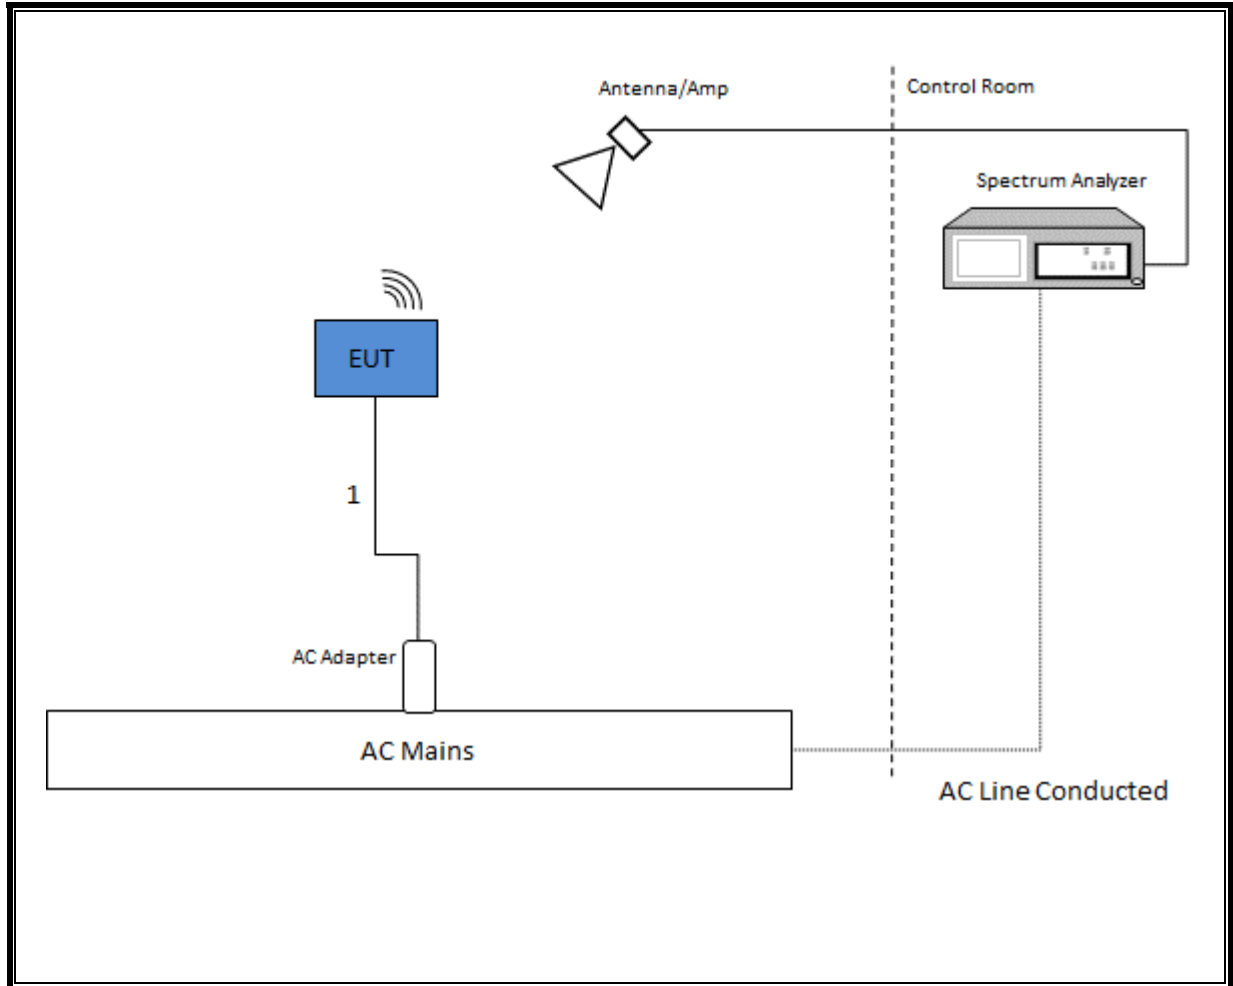 Antenna/Amp
Control Room
Spectrum Analyzer
EUT
1
AC Adapter
AC Mains
AC Line Conducted